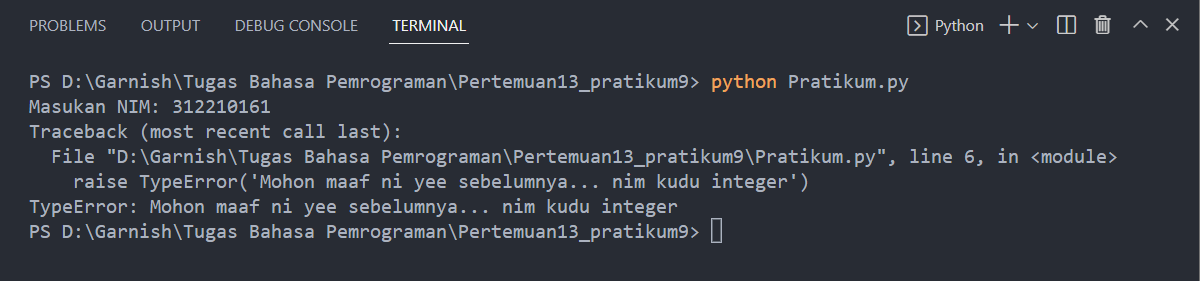 PROBLEMS OUTPUT DEBUG CONSOLE TERMINAL Python
PS D:\Garnish\Tugas Bahasa Pemrograman\Pertemuan13_pratikum9> python Pratikum.py
Masukan NIM: 312210161
Traceback (most recent call last):
  File "D:\Garnish\Tugas Bahasa Pemrograman\Pertemuan13_pratikum9\Pratikum.py", line 6, in <module>
    raise TypeError('Mohon maaf ni yee sebelumnya... nim kudu integer')
TypeError: Mohon maaf ni yee sebelumnya... nim kudu integer
PS D:\Garnish\Tugas Bahasa Pemrograman\Pertemuan13_pratikum9>